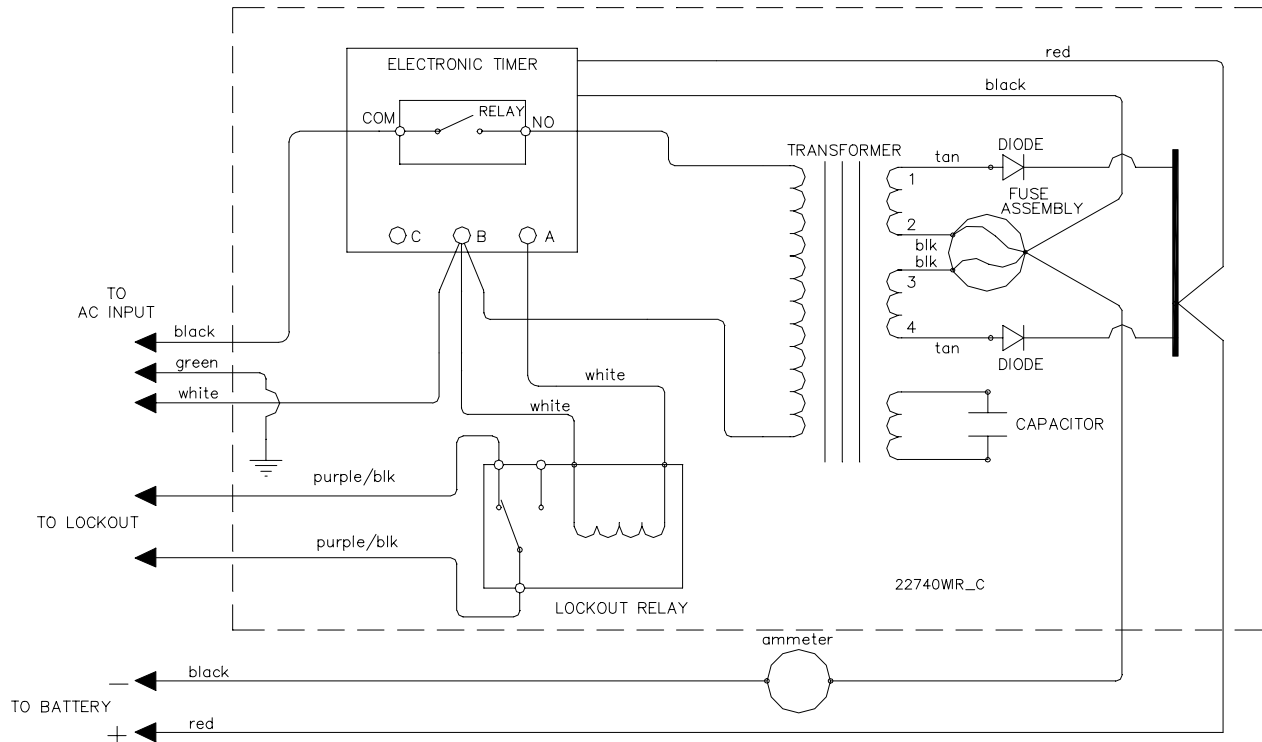 red
ELECTRONIC TIMER
black
COM
RELAY
NO
TRANSFORMER
DIODE
tan
1
FUSE
ASSEMBLY
2
C
B
A
blk
blk
3
TO
AC INPUT
4
black
tan
DIODE
green
white
white
white
CAPACITOR
purple/blk
TO LOCKOUT
purple/blk
22740WIR_C
LOCKOUT RELAY
ammeter
black
−
TO BATTERY
red
+